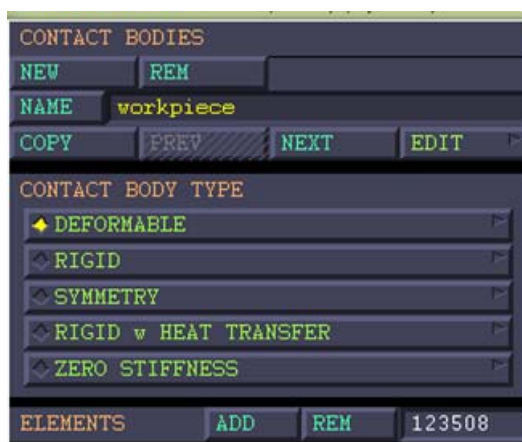 CONTACT BODIES
NEW REM
NAME workpiece
COPY PREV NEXT EDIT
CONTACT BODY TYPE
DEFORMABLE
RIGID
SYMMETRY
RIGID w HEAT TRANSFER
ZERO STIFFNESS
ELEMENTS ADD REM 123508